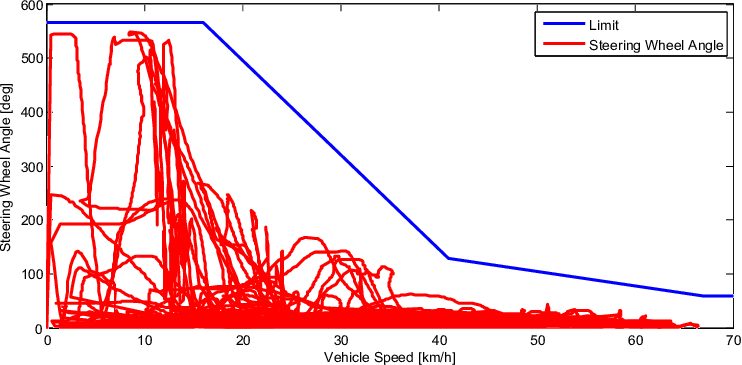 600
500
400
300
200
100
0
Steering Wheel Angle [deg]
Limit
Steering Wheel Angle
0 10 20 30 40 50 60 70
Vehicle Speed [km/h]